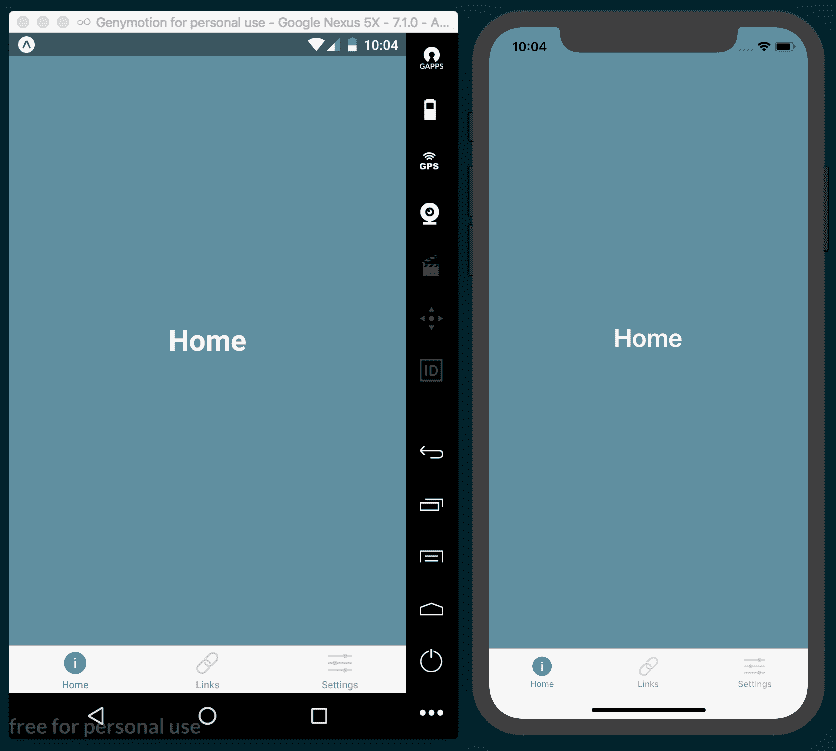 Genymotion for personal use - Google Nexus 5X - 7.1.0 - A...
10:04
GAPPS
GPS
ID
Home
Home
Links
Settings
free for personal use
10:04
Home
Home
Links
Settings